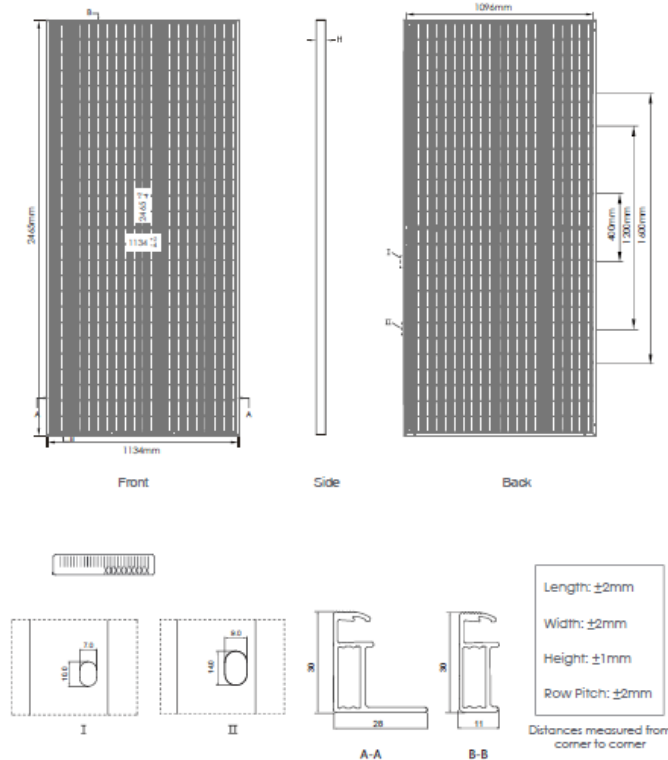 B
1096mm
H
2465mm
2465
1134
400mm
1200mm
1600mm
I
II
A
A
B
1134mm
Front
Side
Back
7.0
10.0
I
9.0
14.0
II
30
28
A-A
30
11
B-B
Length: ±2mm
Width: ±2mm
Height: ±1mm
Row Pitch: ±2mm
Distances measured from
corner to corner